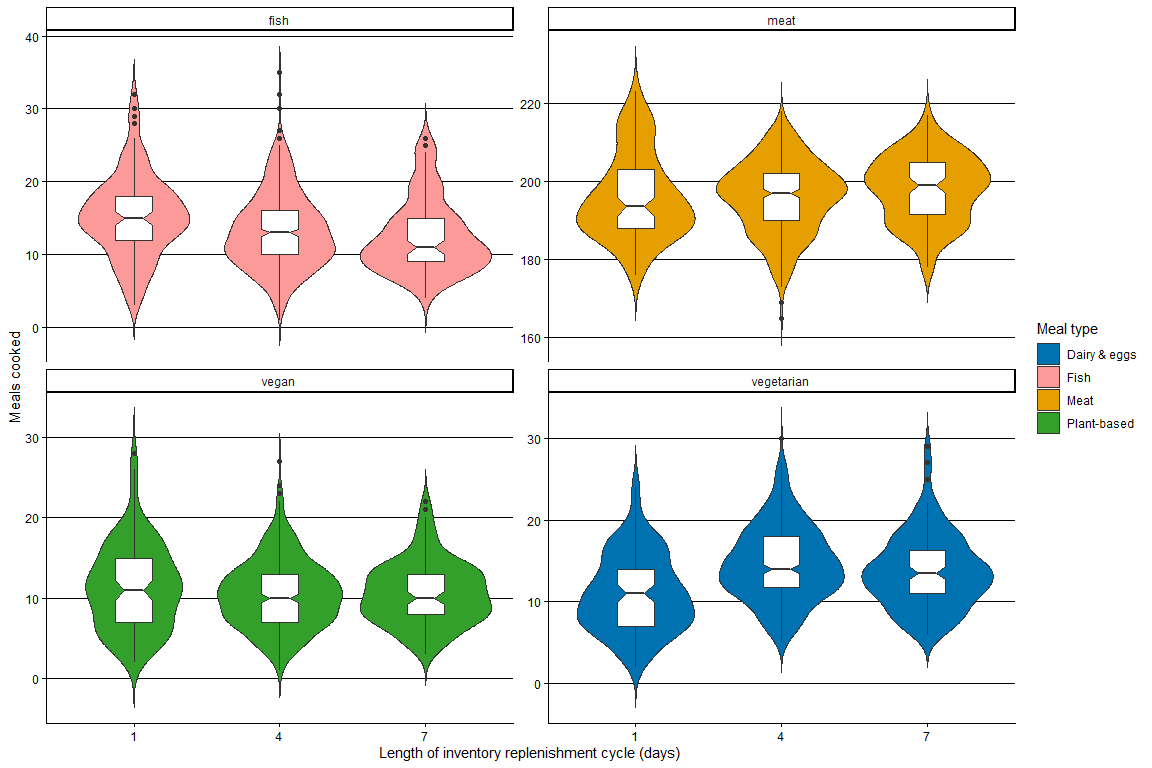 fish
meat
40
30
20
10
0
220
200
180
160
Meals cooked
vegan
vegetarian
30
20
10
0
30
20
10
0
1
4
7
1
4
7
Length of inventory replenishment cycle (days)
Meal type
Dairy & eggs
Fish
Meat
Plant-based